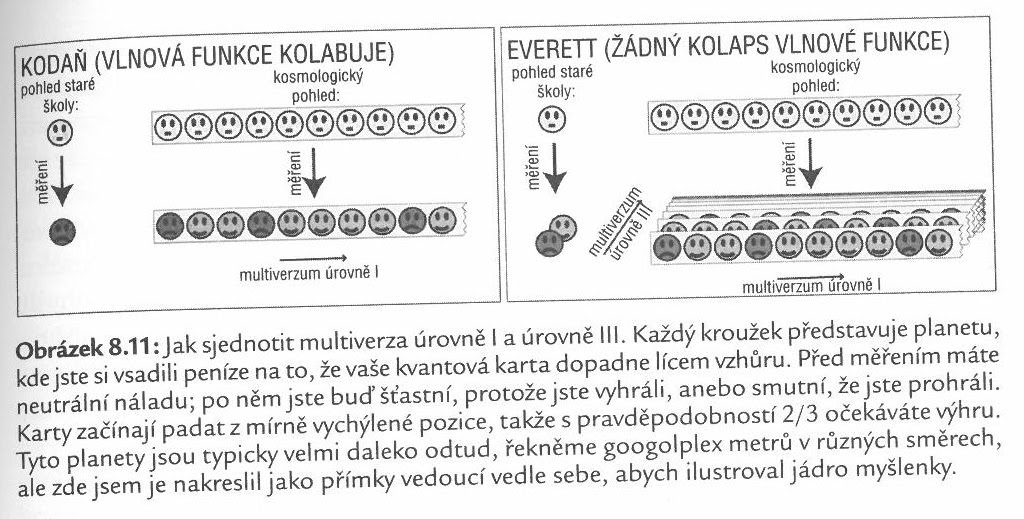 KODAŇ (VLNOVÁ FUNKCE KOLABUJE)
pohled staré
školy:
kosmologický
pohled:
měření
měření
multiverzum úrovně I
EVERETT (ŽÁDNÝ KOLAPS VLNOVÉ FUNKCE)
pohled staré
školy:
kosmologický
pohled:
měření
měření
multiverzum
úrovně III
multiverzum úrovně I
Obrázek 8.11: Jak sjednotit multiverza úrovně I a úrovně III. Každý kroužek představuje planetu,
kde jste si vsadili peníze na to, že vaše kvantová karta dopadne lícem vzhůru. Před měřením máte
neutrální náladu; po něm jste buď šťastní, protože jste vyhráli, anebo smutní, že jste prohráli.
Karty začínají padat z mírně vychýlené pozice, takže s pravděpodobností 2/3 očekáváte výhru.
Tyto planety jsou typicky velmi daleko odtud, řekněme googolplex metrů v různých směrech,
ale zde jsem je nakreslil jako přímky vedoucí vedle sebe, abych ilustroval jádro myšlenky.